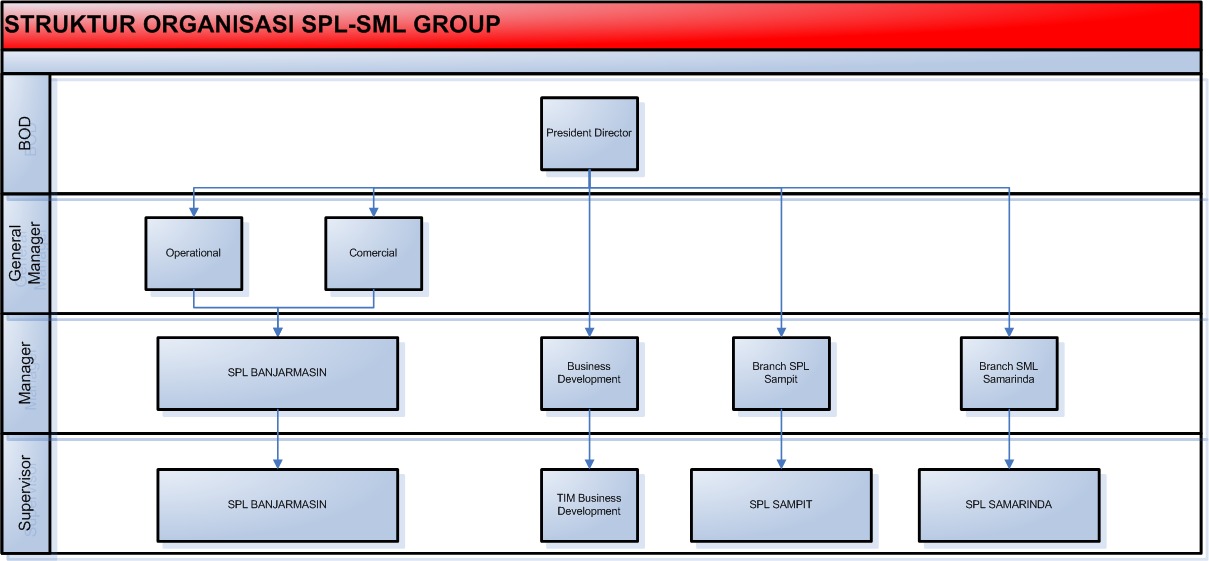 STRUKTUR ORGANISASI SPL-SML GROUP
BOD
President Director
General
Manager
Operational
Comercial
Manager
SPL BANJARMASIN
Business
Development
Branch SPL
Sampit
Branch SML
Samarinda
Supervisor
SPL BANJARMASIN
TIM Business
Development
SPL SAMPIT
SPL SAMARINDA